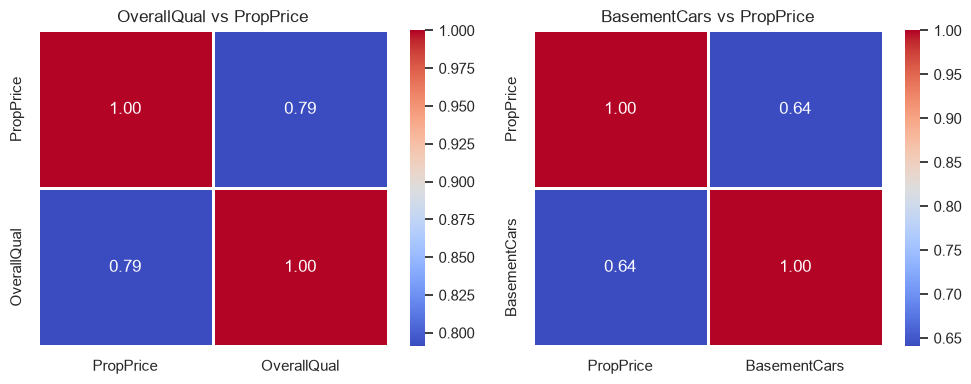 OverallQual vs PropPrice
PropPrice
OverallQual
1.00
0.79
0.79
1.00
PropPrice
OverallQual
1.000
0.975
0.950
0.925
0.900
0.875
0.850
0.825
0.800
BasementCars vs PropPrice
PropPrice
BasementCars
1.00
0.64
0.64
1.00
PropPrice
BasementCars
1.00
0.95
0.90
0.85
0.80
0.75
0.70
0.65